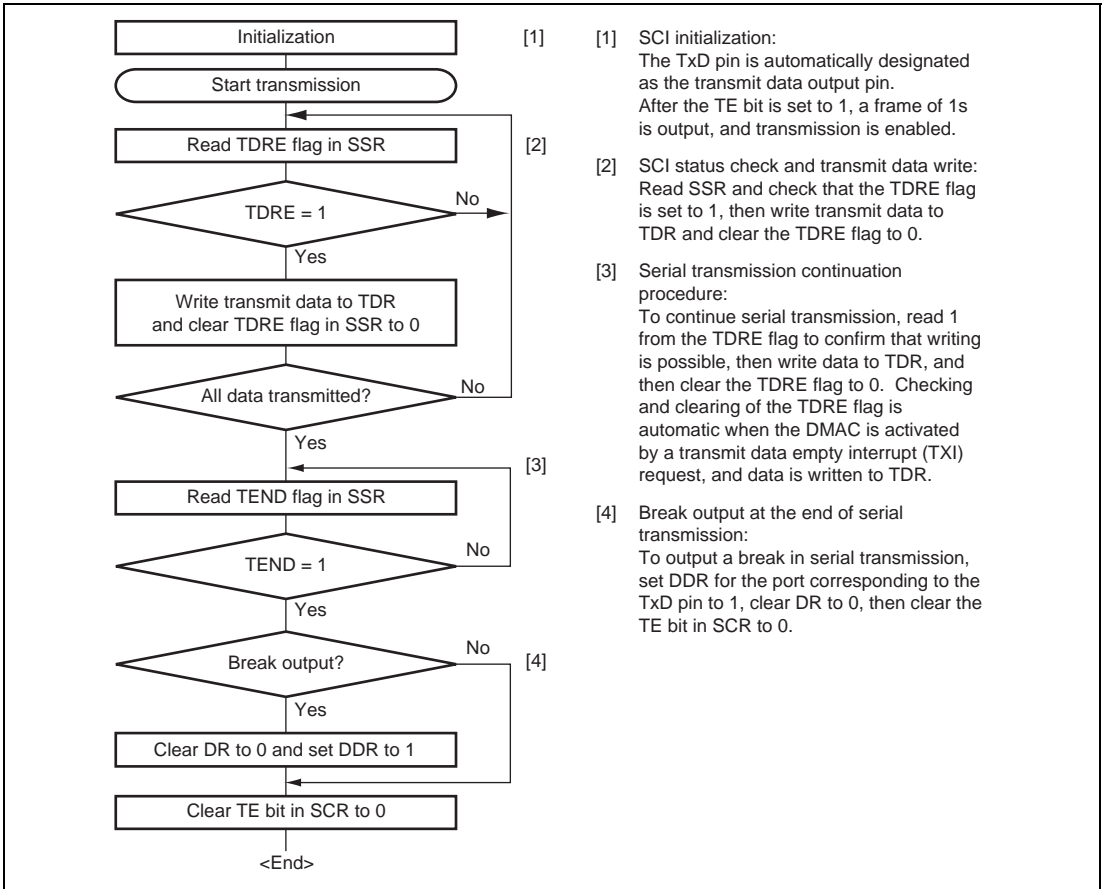 Initialization
[1]
Start transmission
Read TDRE flag in SSR
[2]
TDRE = 1
No
Yes
Write transmit data to TDR
and clear TDRE flag in SSR to 0
All data transmitted?
No
Yes
[3]
Read TEND flag in SSR
TEND = 1
No
Yes
Break output?
No
[4]
Yes
Clear DR to 0 and set DDR to 1
Clear TE bit in SCR to 0
<End>
[1] SCI initialization:
The TxD pin is automatically designated
as the transmit data output pin.
After the TE bit is set to 1, a frame of 1s
is output, and transmission is enabled.
[2] SCI status check and transmit data write:
Read SSR and check that the TDRE flag
is set to 1, then write transmit data to
TDR and clear the TDRE flag to 0.
[3] Serial transmission continuation
procedure:
To continue serial transmission, read 1
from the TDRE flag to confirm that writing
is possible, then write data to TDR, and
then clear the TDRE flag to 0. Checking
and clearing of the TDRE flag is
automatic when the DMAC is activated
by a transmit data empty interrupt (TXI)
request, and data is written to TDR.
[4] Break output at the end of serial
transmission:
To output a break in serial transmission,
set DDR for the port corresponding to the
TxD pin to 1, clear DR to 0, then clear the
TE bit in SCR to 0.